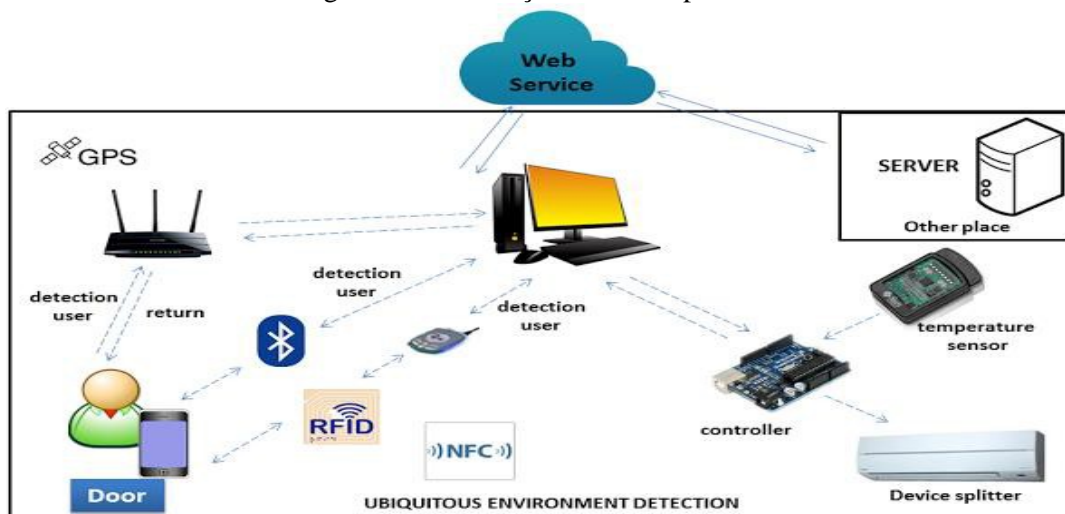 Web
Service
GPS
SERVER
Other place
detection
user
detection
user
return
detection
user
temperature
sensor
RFID
controller
NFC
Door
UBIQUITOUS ENVIRONMENT DETECTION
Device splitter